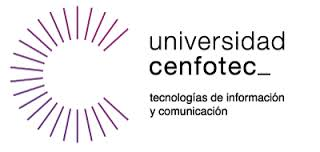 universidad
cenfotec_
tecnologías de información
y comunicación